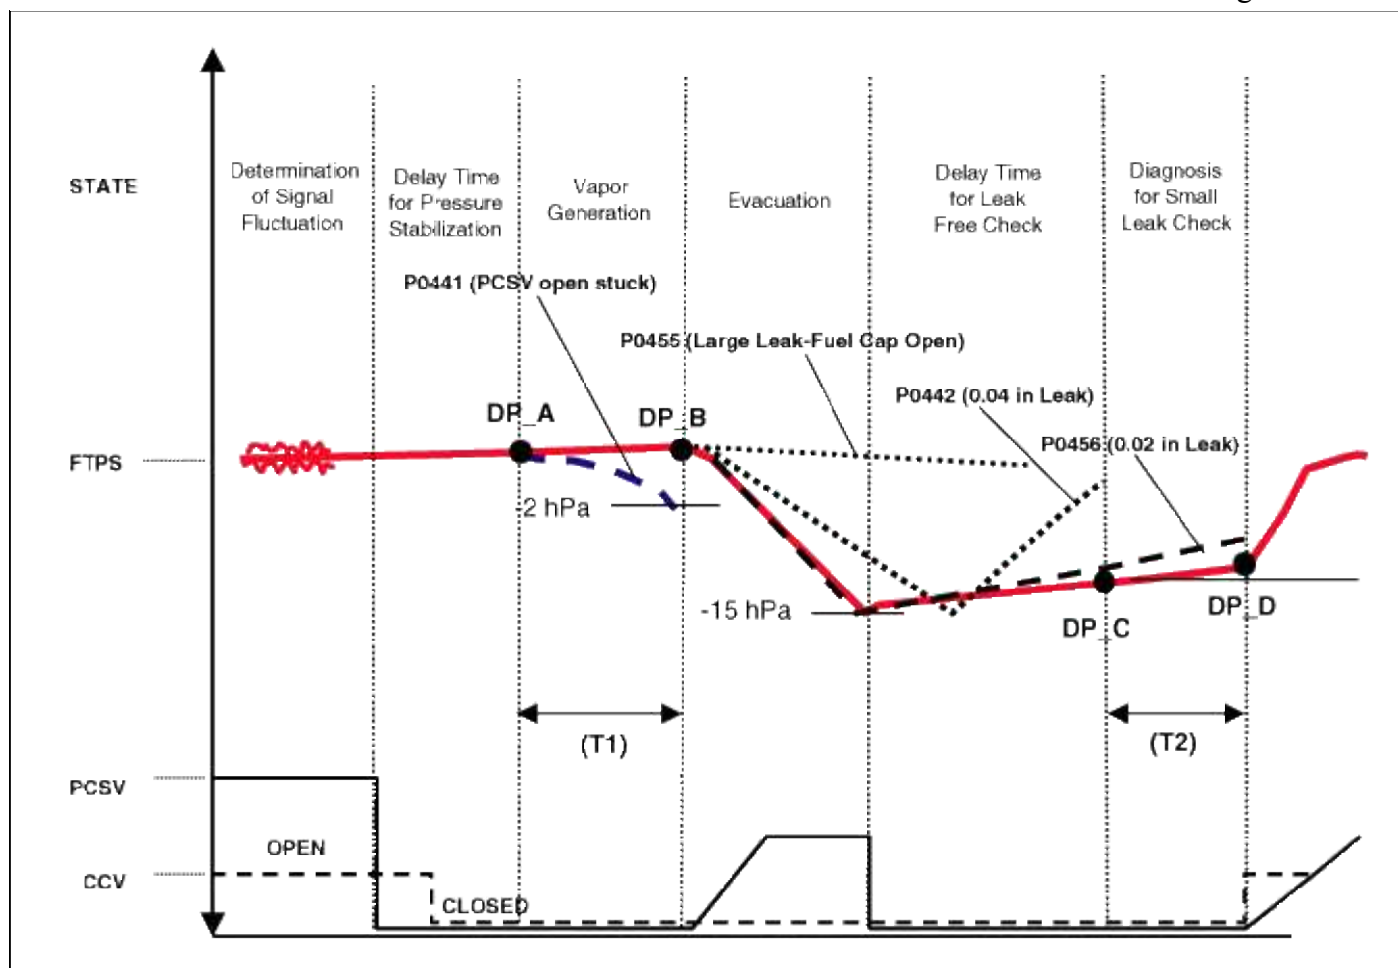 STATE
Determination
of Signal
Fluctuation
Delay Time
for Pressure
Stabilization
Vapor
Generation
Evacuation
Delay Time
for Leak
Free Check
Diagnosis
for Small
Leak Check
P0441 (PCSV open stuck)
P0455 (Large Leak-Fuel Cap Open)
P0442 (0.04 in Leak)
P0456 (0.02 in Leak)
DP_A
DP_B
FTPS
-2 hPa
-15 hPa
DP_C
DP_D
(T1)
(T2)
PCSV
OPEN
CCV
CLOSED